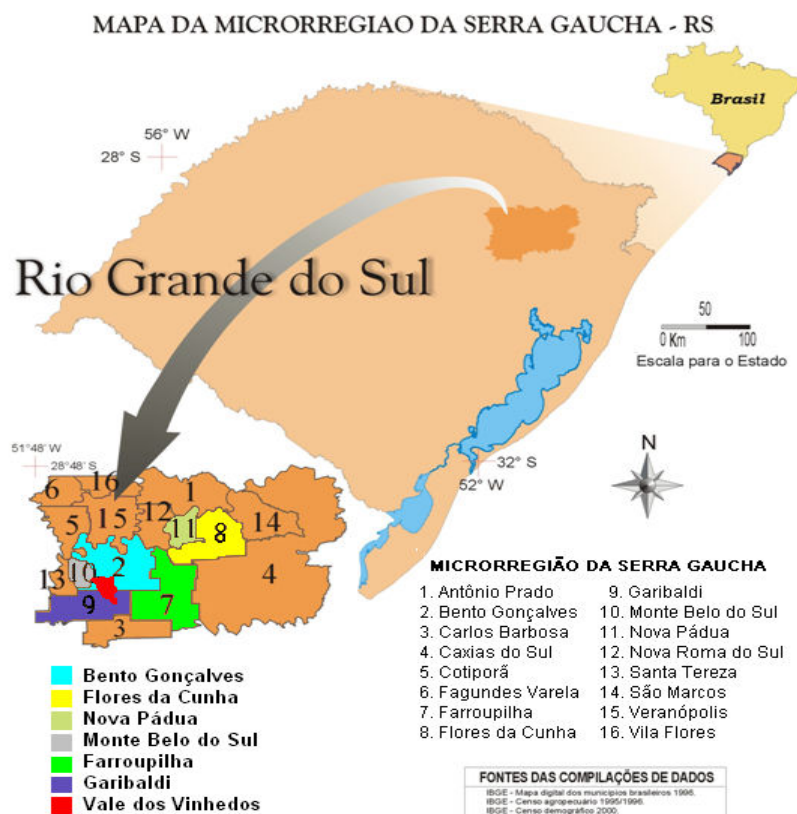 MAPA DA MICRORREGIAO DA SERRA GAUCHA - RS
Brasil
56° W
28° S
Rio Grande do Sul
50
0 Km 100
Escala para o Estado
51°48' W
28°48' S
32° S
52° W
N
6
16
1
5
15
12
11
8
14
13
10
2
4
9
7
3
MICRORREGIÃO DA SERRA GAUCHA
1. Antônio Prado
2. Bento Gonçalves
3. Carlos Barbosa
4. Caxias do Sul
5. Cotiporã
6. Fagundes Varela
7. Farroupilha
8. Flores da Cunha
9. Garibaldi
10. Monte Belo do Sul
11. Nova Pádua
12. Nova Roma do Sul
13. Santa Tereza
14. São Marcos
15. Veranópolis
16. Vila Flores
Bento Gonçalves
Flores da Cunha
Nova Pádua
Monte Belo do Sul
Farroupilha
Garibaldi
Vale dos Vinhedos
FONTES DAS COMPILAÇÕES DE DADOS
IBGE - Mapa digital dos municípios brasileiros 1996.
IBGE - Censo agropecuário 1995/1996.
IBGE - Censo demográfico 2000.